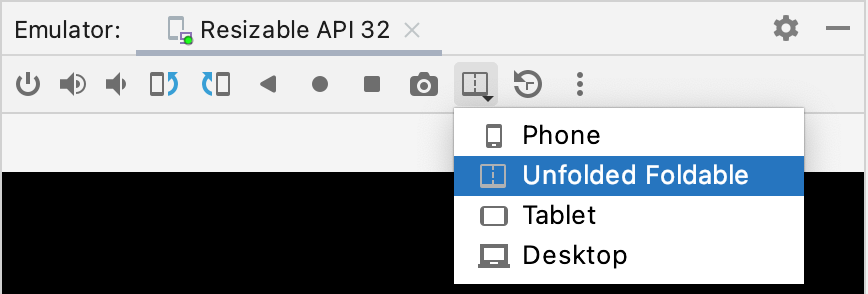 Emulator: Resizable API 32
Phone
Unfolded Foldable
Tablet
Desktop